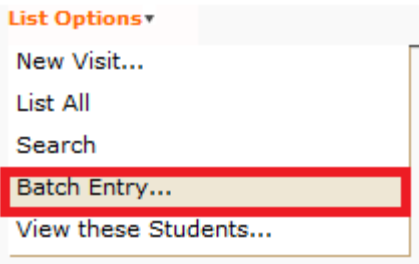 List Options▾
New Visit...
List All
Search
Batch Entry...
View these Students...